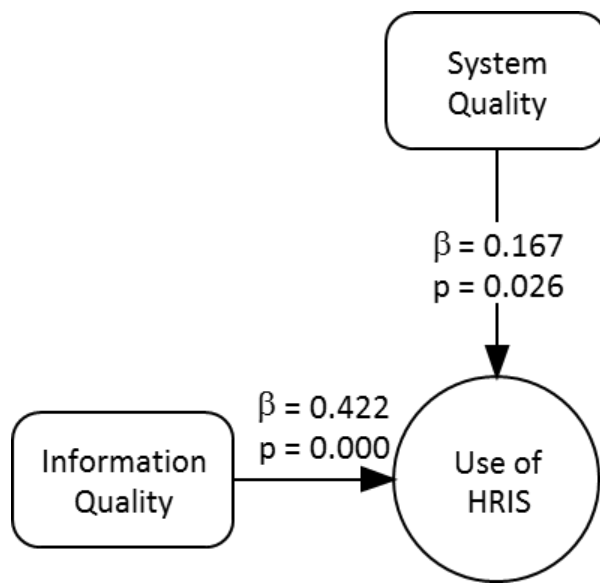 System
Quality
β = 0.167
p = 0.026
β = 0.422
p = 0.000
Information
Quality
Use of
HRIS